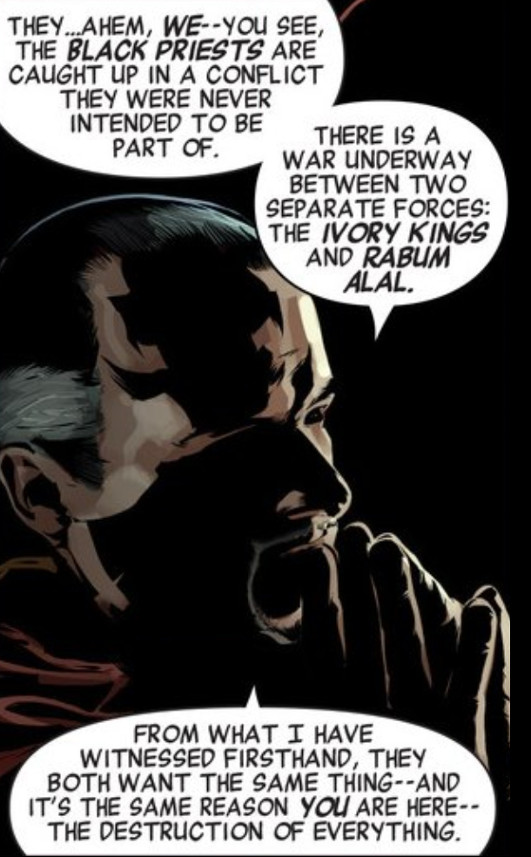 THEY...AHEM, WE--YOU SEE,
THE BLACK PRIESTS ARE
CAUGHT UP IN A CONFLICT
THEY WERE NEVER
INTENDED TO BE
PART OF.
THERE IS A
WAR UNDERWAY
BETWEEN TWO
SEPARATE FORCES:
THE IVORY KINGS
AND RABUM
ALAL.
FROM WHAT I HAVE
WITNESSED FIRSTHAND, THEY
BOTH WANT THE SAME THING--AND
IT'S THE SAME REASON YOU ARE HERE--
THE DESTRUCTION OF EVERYTHING.